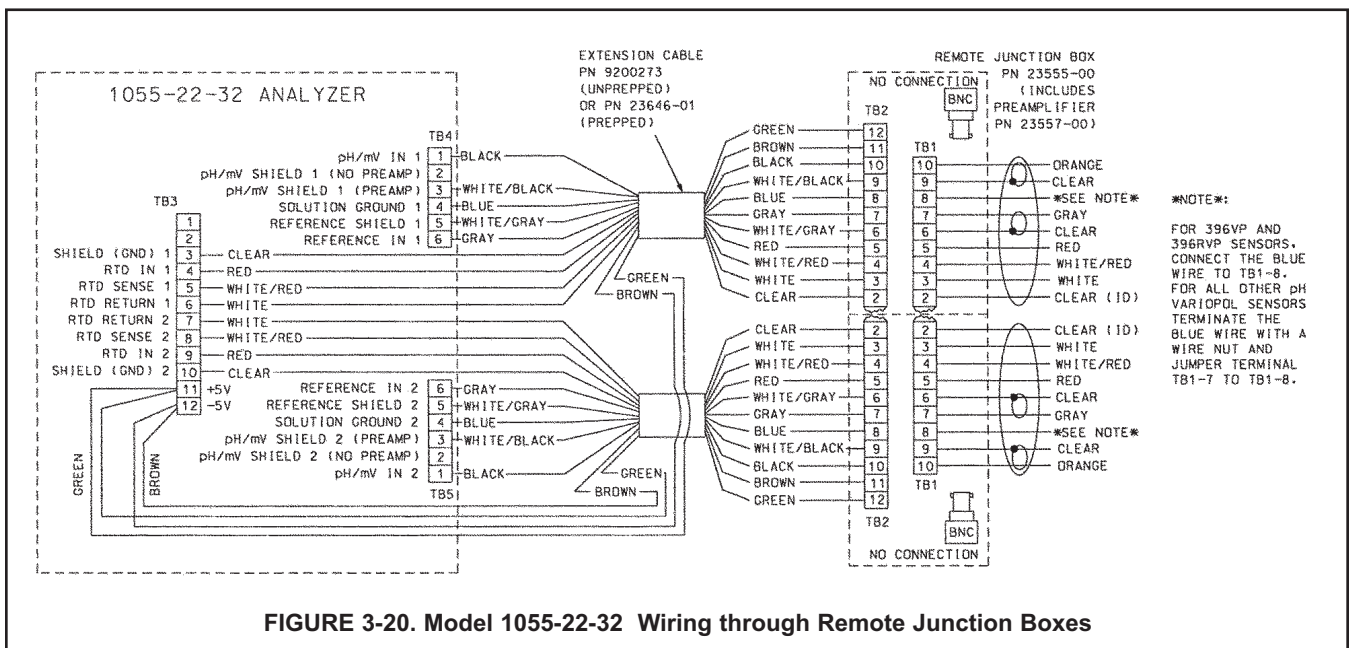 EXTENSION CABLE
PN 9200273
(UNPREPPED)
OR PN 23646-01
(PREPPED)
REMOTE JUNCTION BOX
PN 23555-00
(INCLUDES
PREAMPLIFIER
PN 23557-00)
NO CONNECTION
BNC
1055-22-32 ANALYZER
TB4
pH/mV IN 1 1 BLACK
pH/mV SHIELD 1 (NO PREAMP) 2
pH/mV SHIELD 1 (PREAMP) 3 WHITE/BLACK
SOLUTION GROUND 1 4 BLUE
REFERENCE SHIELD 1 5 WHITE/GRAY
REFERENCE IN 1 6 GRAY
TB3
1
2
SHIELD (GND) 1 3 CLEAR
RTD IN 1 4 RED
RTD SENSE 1 5 WHITE/RED
RTD RETURN 1 6 WHITE
RTD RETURN 2 7 WHITE
RTD SENSE 2 8 WHITE/RED
RTD IN 2 9 RED
SHIELD (GND) 2 10 CLEAR
11 +5V
12 -5V
REFERENCE IN 2 6 GRAY
REFERENCE SHIELD 2 5 WHITE/GRAY
SOLUTION GROUND 2 4 BLUE
pH/mV SHIELD 2 (PREAMP) 3 WHITE/BLACK
pH/mV SHIELD 2 (NO PREAMP) 2
pH/mV IN 2 1 BLACK
TB5
GREEN
BROWN
GREEN
BROWN
GREEN
BROWN
TB2
GREEN 12
BROWN 11
BLACK 10
WHITE/BLACK 9
BLUE 8
GRAY 7
WHITE/GRAY 6
RED 5
WHITE/RED 4
WHITE 3
CLEAR 2
TB1
10 ORANGE
9 CLEAR
8 *SEE NOTE*
7 GRAY
6 CLEAR
5 RED
4 WHITE/RED
3 WHITE
2 CLEAR (ID)
CLEAR 2
WHITE 3
WHITE/RED 4
RED 5
WHITE/GRAY 6
GRAY 7
BLUE 8
WHITE/BLACK 9
BLACK 10
BROWN 11
GREEN 12
TB2
2 CLEAR (ID)
3 WHITE
4 WHITE/RED
5 RED
6 CLEAR
7 GRAY
8 *SEE NOTE*
9 CLEAR
10 ORANGE
TB1
BNC
NO CONNECTION
*NOTE*:
FOR 396VP AND
396RVP SENSORS,
CONNECT THE BLUE
WIRE TO TB1-8.
FOR ALL OTHER pH
VARIOPOL SENSORS
TERMINATE THE
BLUE WIRE WITH A
WIRE NUT AND
JUMPER TERMINAL
TB1-7 TO TB1-8.
FIGURE 3-20. Model 1055-22-32 Wiring through Remote Junction Boxes